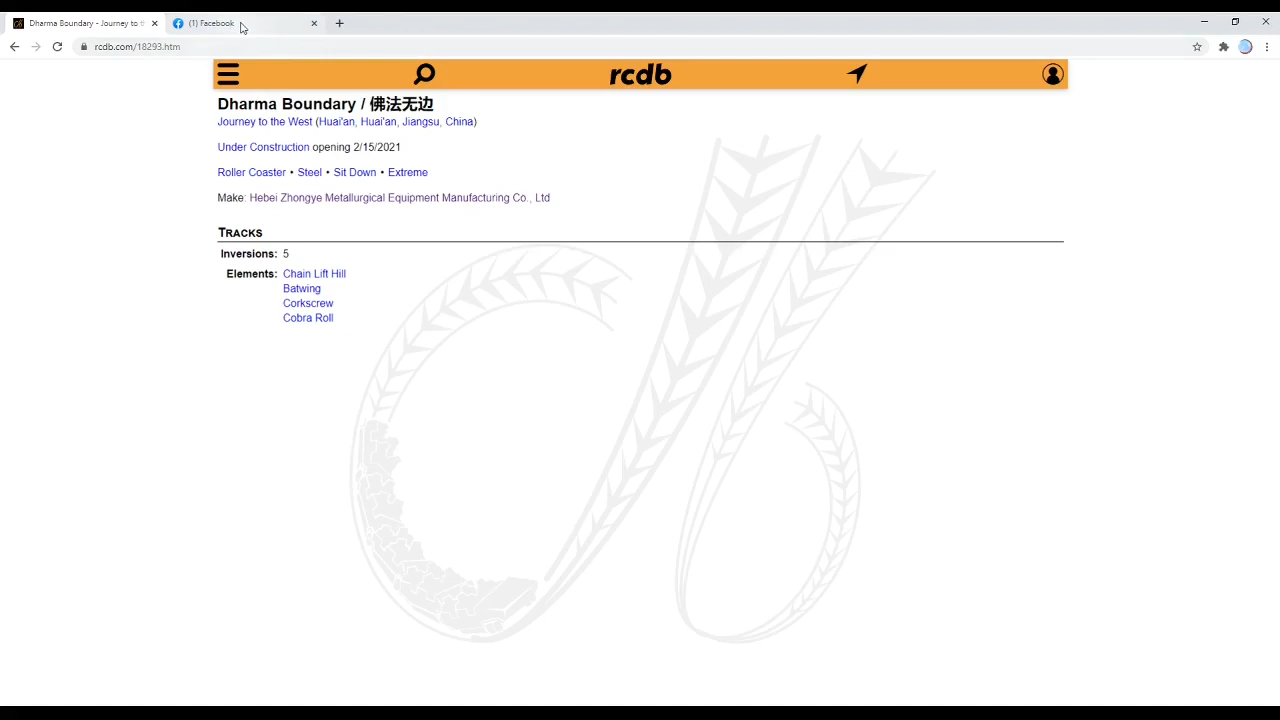 Dharma Boundary - Journey to th
(1) Facebook
rcdb.com/18293.htm
rcdb
Dharma Boundary / 佛法无边
Journey to the West (Huai'an, Huai'an, Jiangsu, China)
Under Construction opening 2/15/2021
Roller Coaster • Steel • Sit Down • Extreme
Make: Hebei Zhongye Metallurgical Equipment Manufacturing Co., Ltd
TRACKS
Inversions: 5
Elements: Chain Lift Hill
Batwing
Corkscrew
Cobra Roll